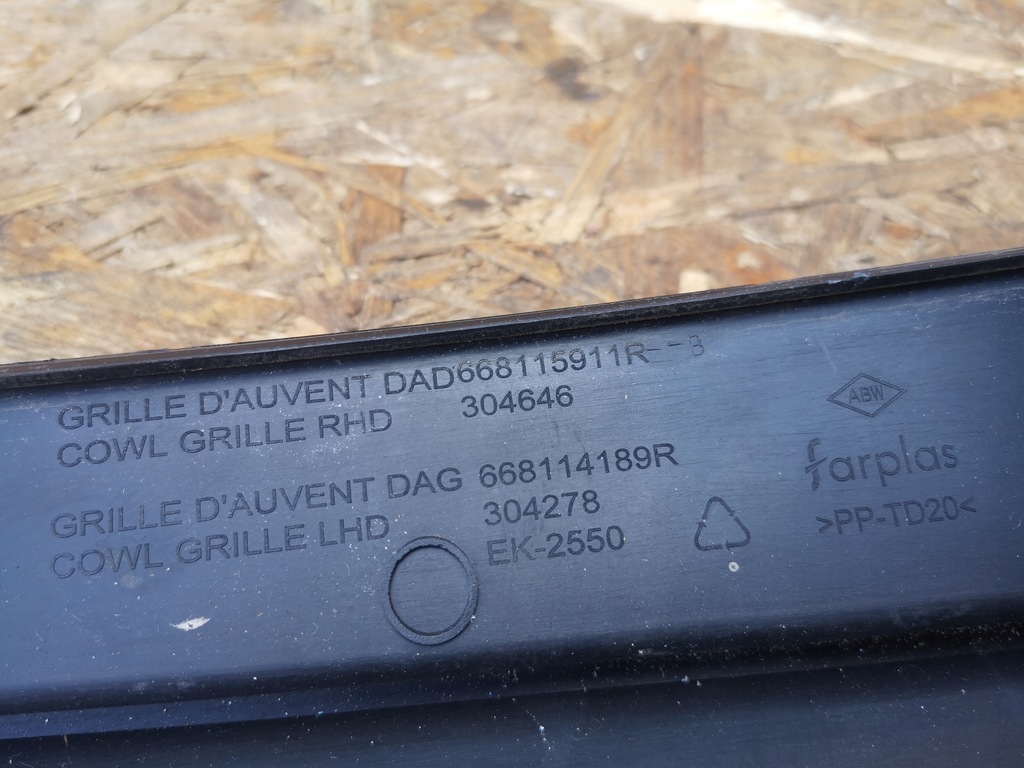 GRILLE D'AUVENT DAD668115911R--B
COWL GRILLE RHD 304646
GRILLE D'AUVENT DAG 668114189R
COWL GRILLE LHD 304278
EK-2550
ABW
farplas
>PP-TD20<